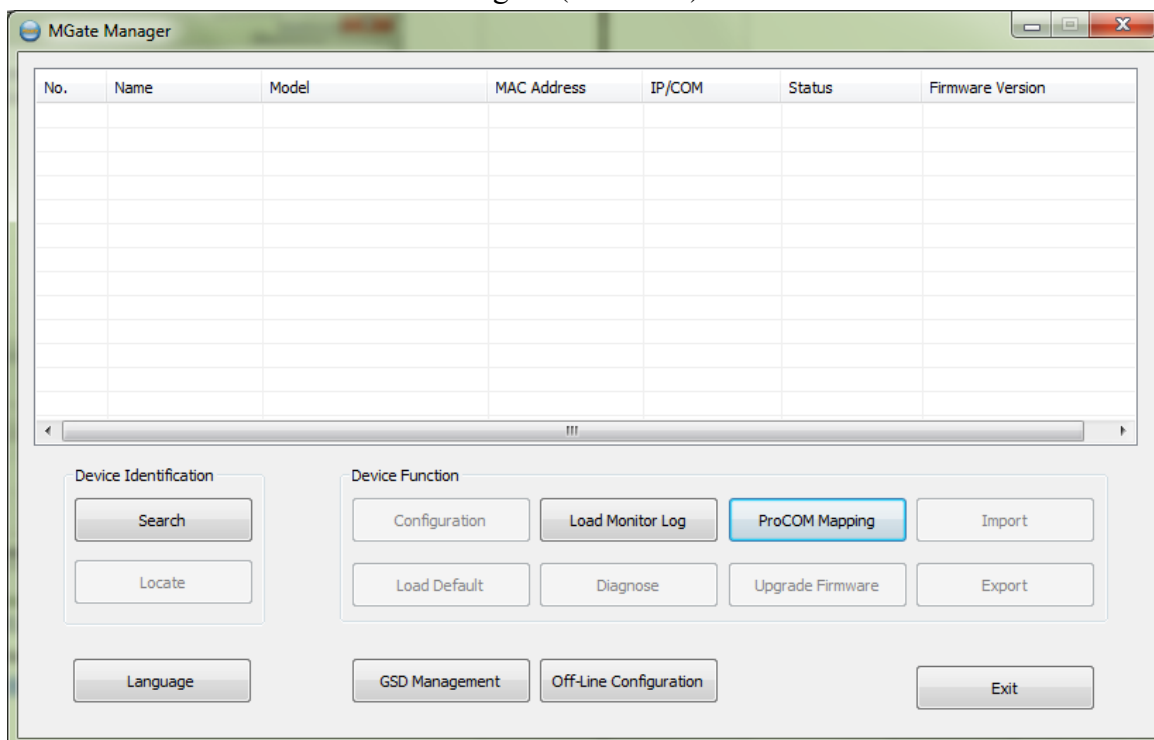 MGate Manager
No. Name Model MAC Address IP/COM Status Firmware Version
Device Identification Device Function
Search Configuration Load Monitor Log ProCOM Mapping Import
Locate Load Default Diagnose Upgrade Firmware Export
Language GSD Management Off-Line Configuration Exit